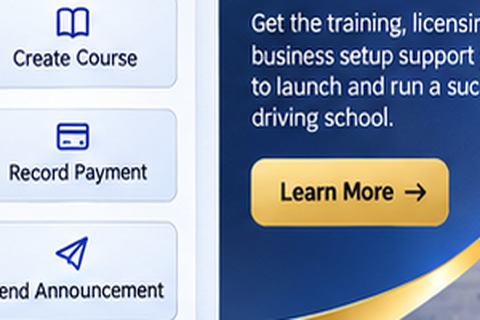 Create Course
Record Payment
end Announcement
Get the training, licensin
business setup support
to launch and run a suc
driving school.
Learn More →